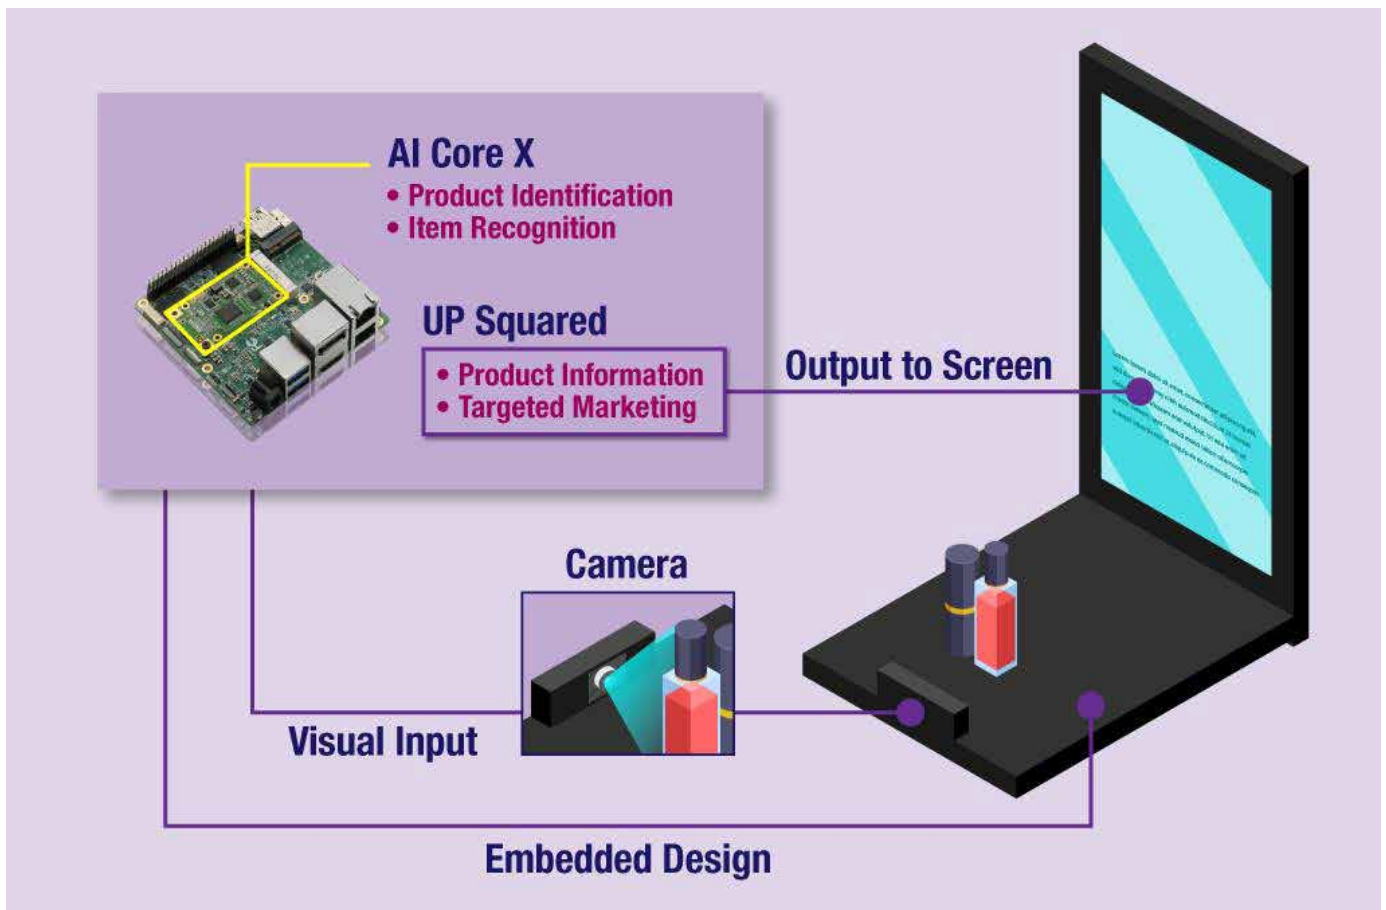 AI Core X
• Product Identification
• Item Recognition
UP Squared
• Product Information
• Targeted Marketing
Output to Screen
Camera
Visual Input
Embedded Design